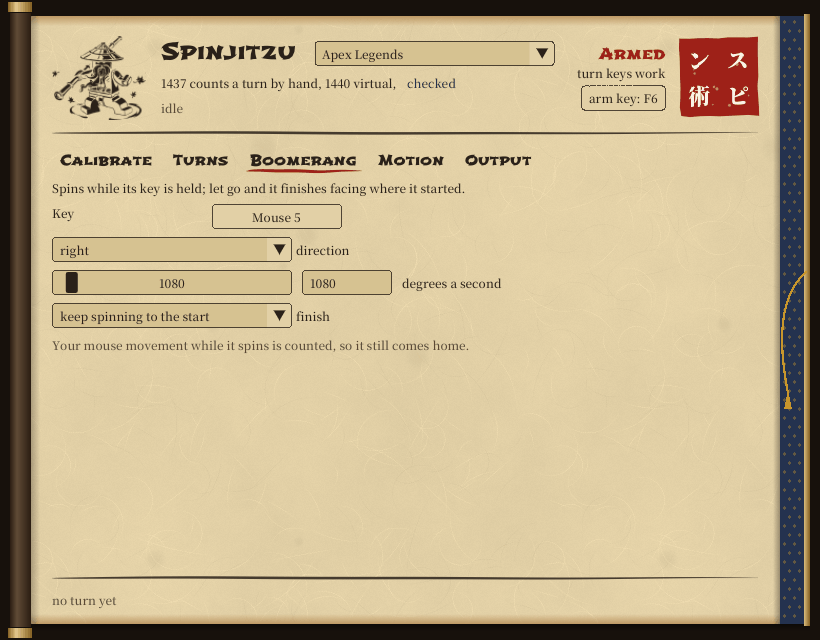 Spinjitzu
Apex Legends
1437 counts a turn by hand, 1440 virtual, checked
idle
Armed
turn keys work
arm key: F6
スピ
ン術
Calibrate Turns Boomerang Motion Output
Spins while its key is held; let go and it finishes facing where it started.
Key Mouse 5
right direction
1080 1080 degrees a second
keep spinning to the start finish
Your mouse movement while it spins is counted, so it still comes home.
no turn yet